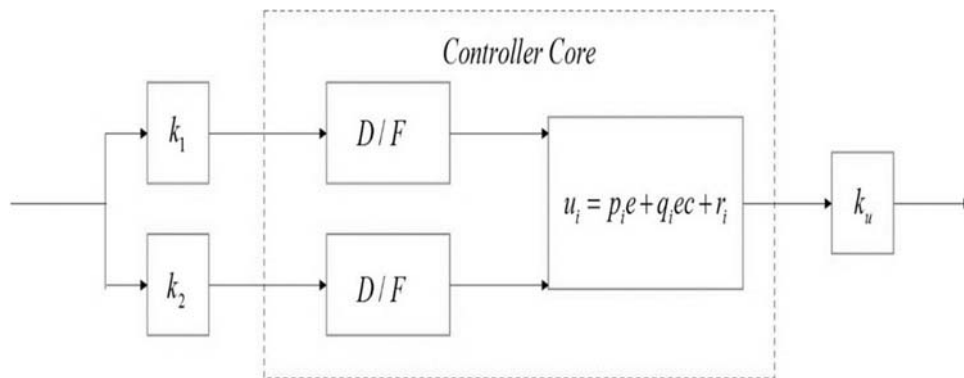 Controller Core
k₁
D / F
uᵢ = pᵢe + qᵢec + rᵢ
kᵤ
k₂
D / F